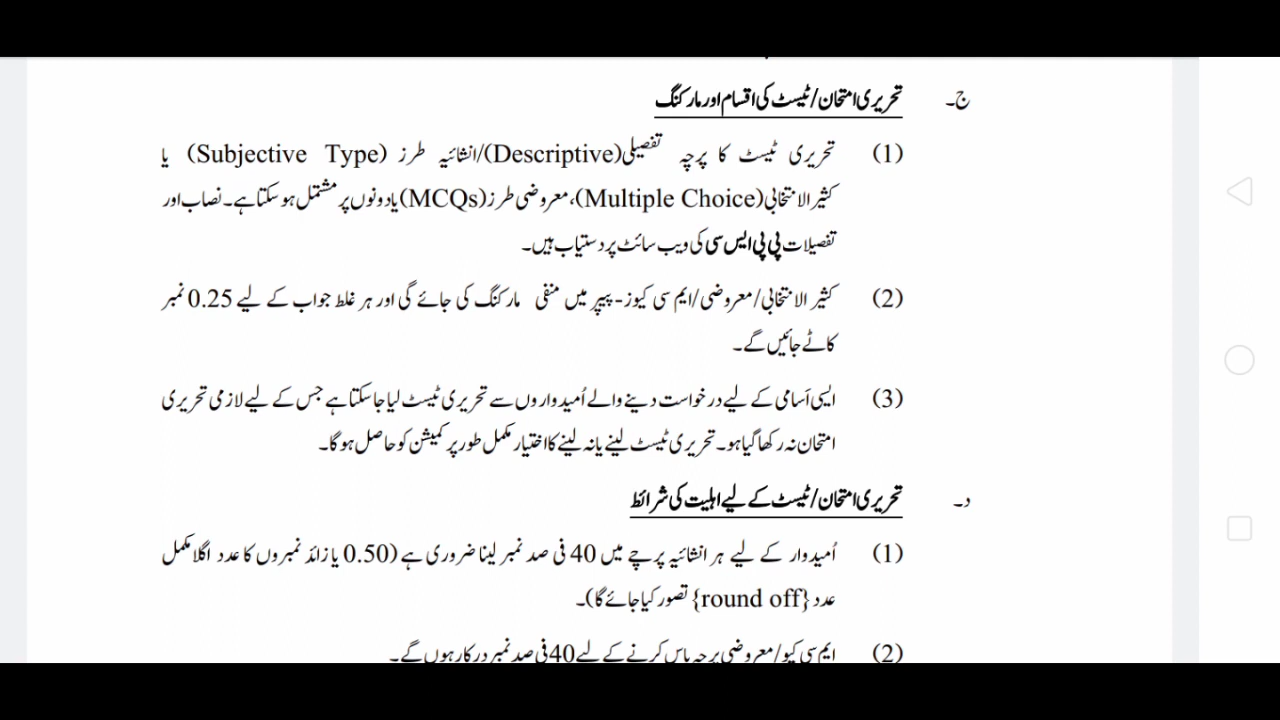 ج۔ تحریری امتحان/ٹیسٹ کی اقسام اور مارکنگ
(1) تحریری ٹیسٹ کا پرچہ تفصیلی(Descriptive)/انشائیہ طرز (Subjective Type) یا
کثیر الانتخابی(Multiple Choice)،معروضی طرز(MCQs)یا دونوں پر مشتمل ہو سکتا ہے۔ نصاب اور
تفصیلات پی پی ایس سی کی ویب سائٹ پر دستیاب ہیں۔
(2) کثیر الانتخابی/معروضی/ایم سی کیوز-پیپر میں منفی مارکنگ کی جائے گی اور ہر غلط جواب کے لیے 0.25 نمبر
کاٹے جائیں گے۔
(3) ایسی اَسامی کے لیے درخواست دینے والے اُمیدواروں سے تحریری ٹیسٹ لیا جا سکتا ہے جس کے لیے لازمی تحریری
امتحان نہ رکھا گیا ہو۔ تحریری ٹیسٹ لینے یا نہ لینے کا اختیار مکمل طور پر کمیشن کو حاصل ہو گا۔
د۔ تحریری امتحان/ٹیسٹ کے لیے اہلیت کی شرائط
(1) اُمیدوار کے لیے ہر انشائیہ پرچے میں 40 فی صد نمبر لینا ضروری ہے (0.50 یا زائد نمبروں کا عدد اگلا مکمل
عدد {round off} تصور کیا جائے گا)۔
(2) ایم سی کیو/معروضی پرچہ پاس کرنے کے لیے 40 فی صد نمبر درکار ہوں گے۔